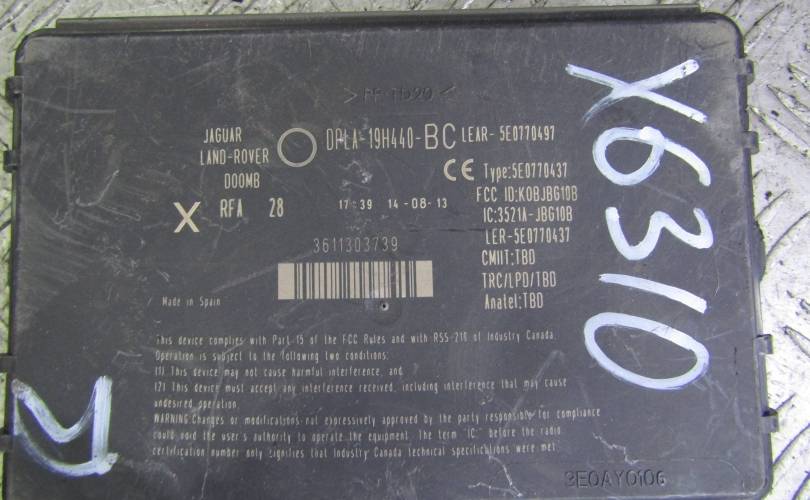 >PP-TD20<
JAGUAR
LAND-ROVER
DOOMB
DPLA-19H440-BC
LEAR- 5E0770497
CE
Type:5E0770437
FCC ID:KOBJBG10B
IC:3521A-JBG10B
LER-5E0770437
CMIIT:TBD
TRC/LPD/TBD
Anatel:TBD
X RFA 28
17:39 14-08-13
3611303739
Made in Spain
This device complies with Part 15 of the FCC Rules and with RSS-210 of Industry Canada.
Operation is subject to the following two conditions:
(1) This device may not cause harmful interference, and
(2) This device must accept any interference received, including interference that may cause
undesired operation
WARNING:Changes or modifications not expressively approved by the party responsible for compliance
could void the user's authority to operate the equipment. The term "IC:" before the radio
certification number only signifies that Industry Canada technical specifications were met
3E0AY0106
X6310